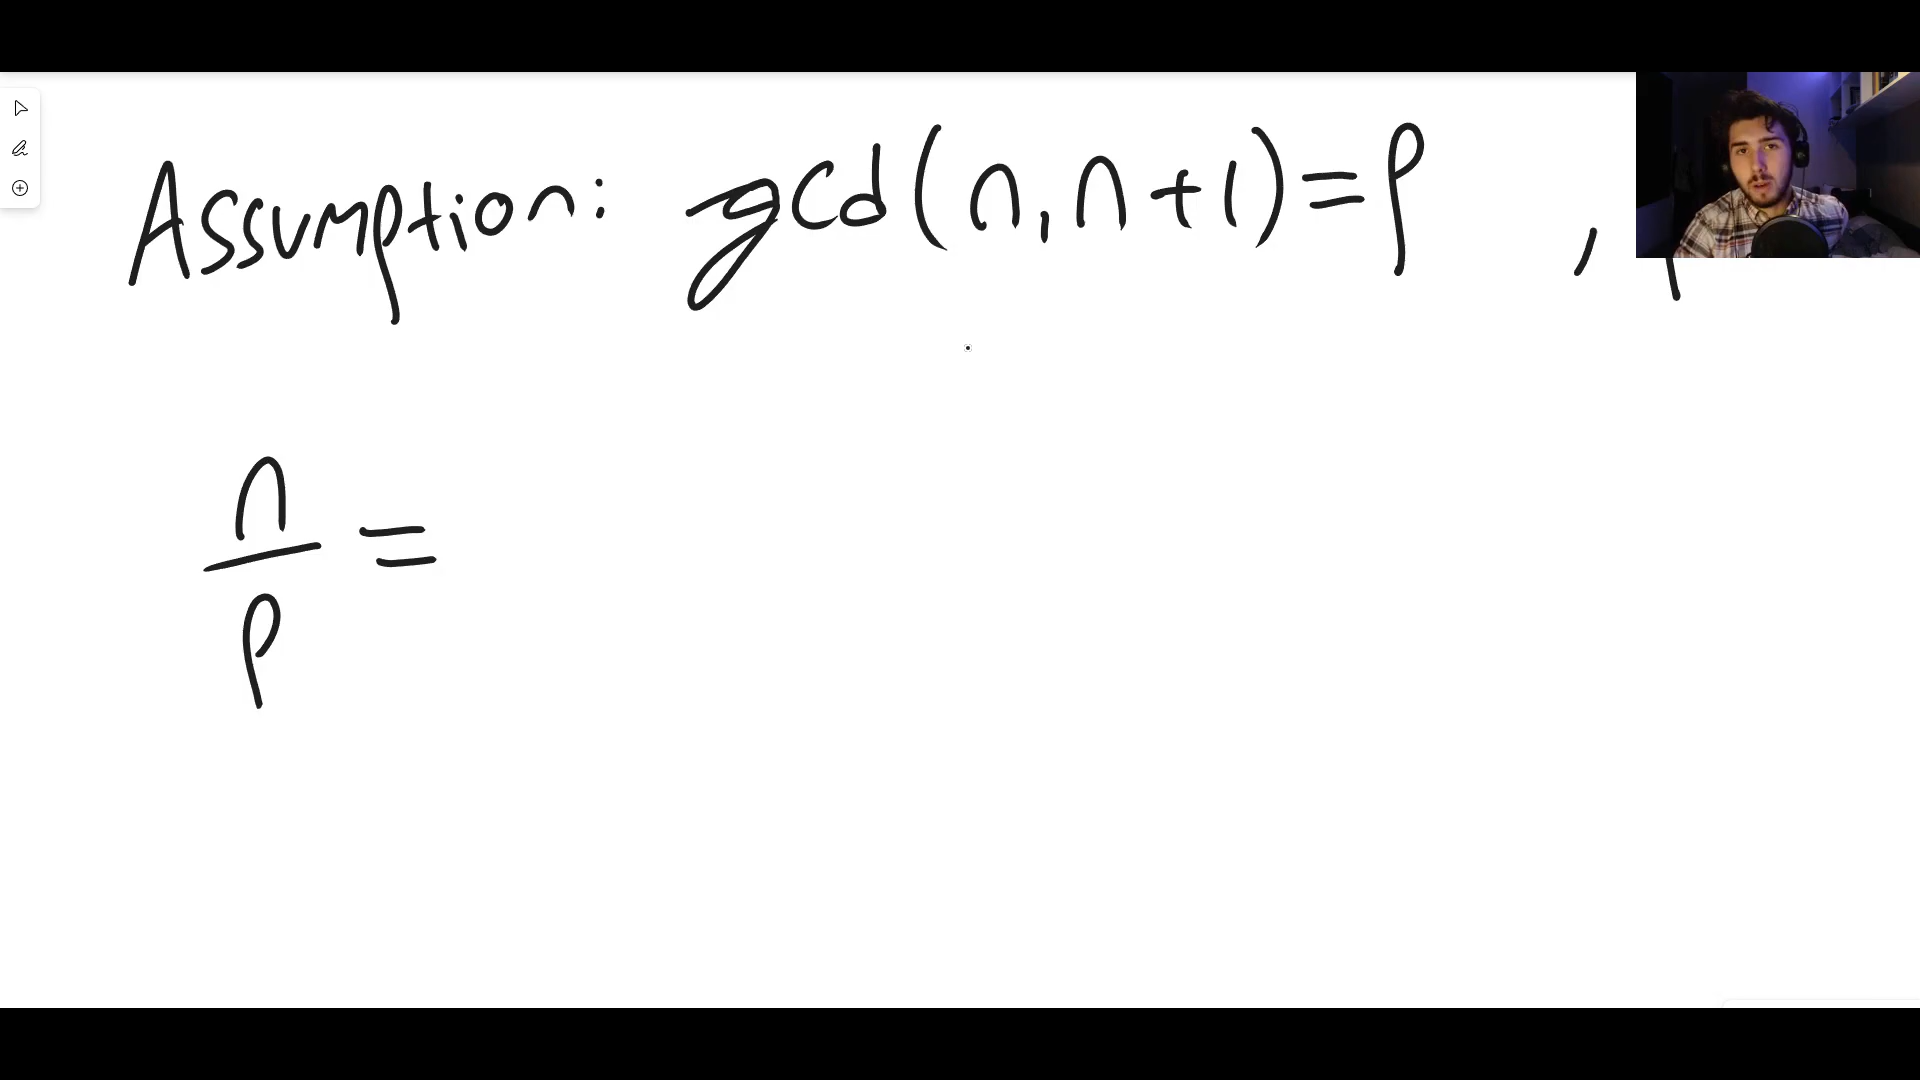 Assumption: gcd(n, n+1)=p ,
n
p
=